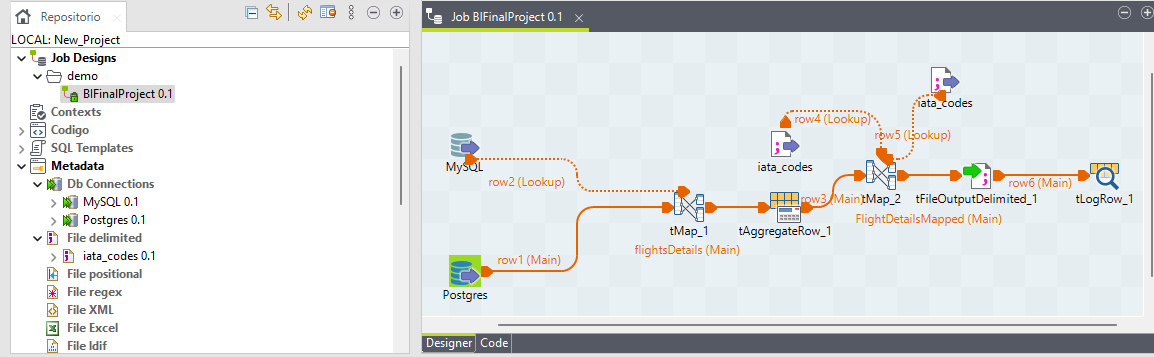 Repositorio
LOCAL: New_Project
Job Designs
demo
BIFinalProject 0.1
Contexts
Codigo
SQL Templates
Metadata
Db Connections
MySQL 0.1
Postgres 0.1
File delimited
iata_codes 0.1
File positional
File regex
File XML
File Excel
File ldif
Job BIFinalProject 0.1
iata_codes
row4 (Lookup)
row5 (Lookup)
MySQL
iata_codes
row2 (Lookup)
row6 (Main)
row3 (Main)
tMap_2
tFileOutputDelimited_1
tLogRow_1
FlightDetailsMapped (Main)
tMap_1
tAggregateRow_1
flightsDetails (Main)
row1 (Main)
Postgres
Designer
Code